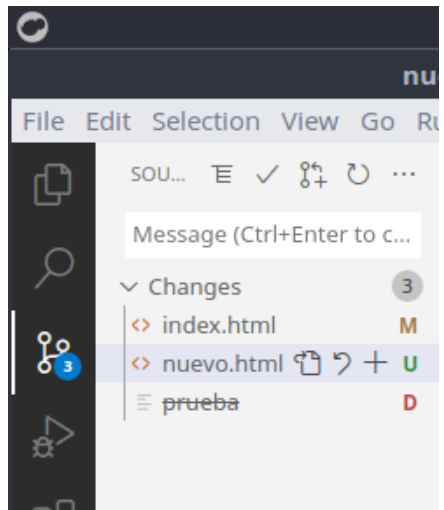 nu
File Edit Selection View Go Ru
SOU... ...
Message (Ctrl+Enter to c...
Changes 3
index.html M
nuevo.html U
3
prueba D